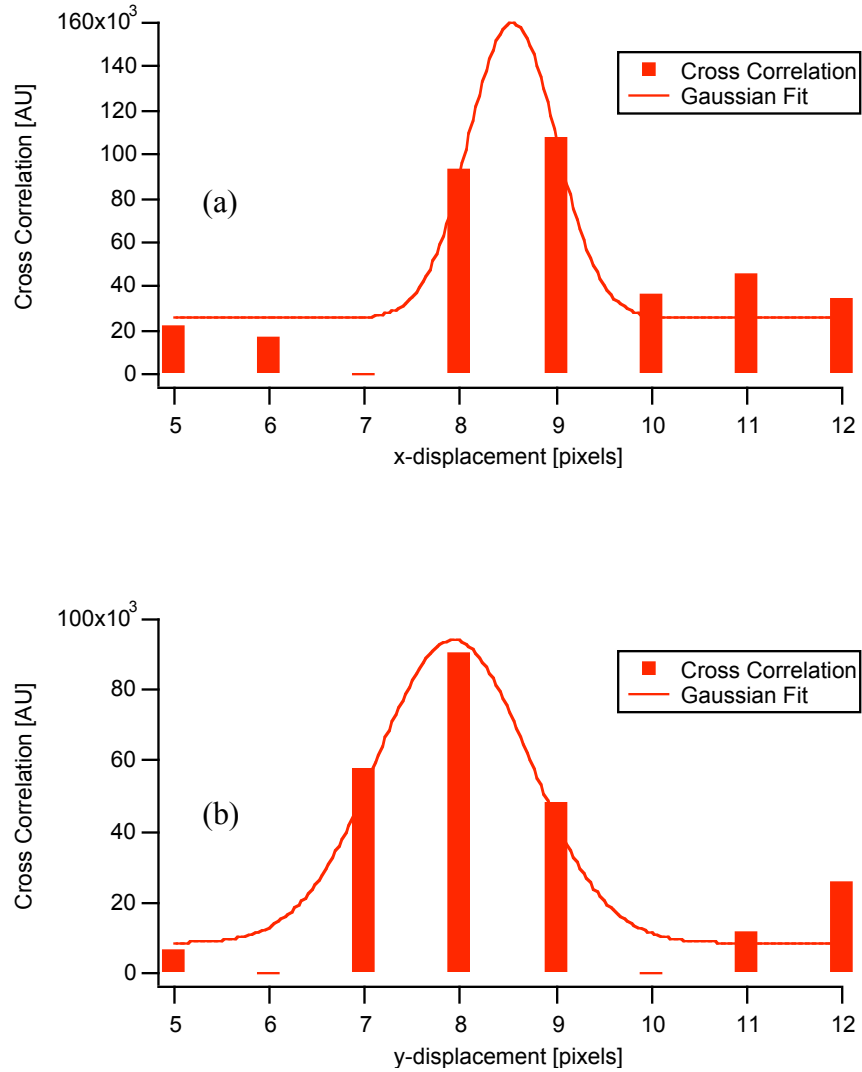 160x10³
140
120
100
80
60
40
20
0
Cross Correlation [AU]
(a)
Cross Correlation
Gaussian Fit
5 6 7 8 9 10 11 12
x-displacement [pixels]
100x10³
80
60
40
20
0
Cross Correlation [AU]
(b)
Cross Correlation
Gaussian Fit
5 6 7 8 9 10 11 12
y-displacement [pixels]